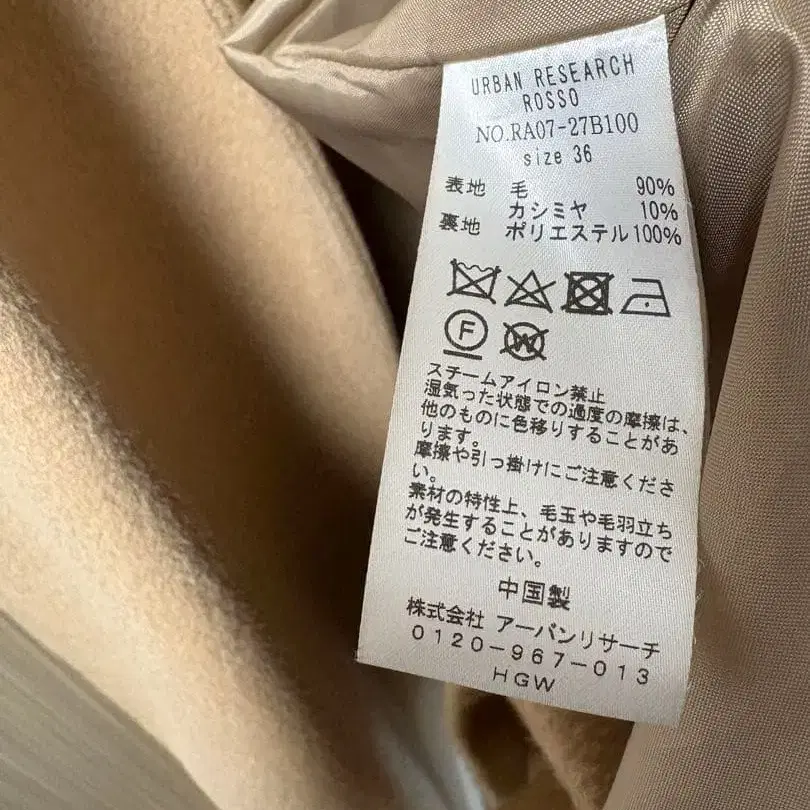 URBAN RESEARCH
ROSSO
NO.RA07-27B100
size 36
表地 毛 90%
カシミヤ 10%
裏地 ポリエステル 100%
F W
スチームアイロン禁止
湿気った状態での過度の摩擦は、
他のものに色移りすることがあ
ります。
摩擦や引っ掛けにご注意くださ
い。
素材の特性上、毛玉や毛羽立ち
が発生することがありますので
ご注意ください。
中国製
株式会社 アーバンリサーチ
0120-967-013
HGW